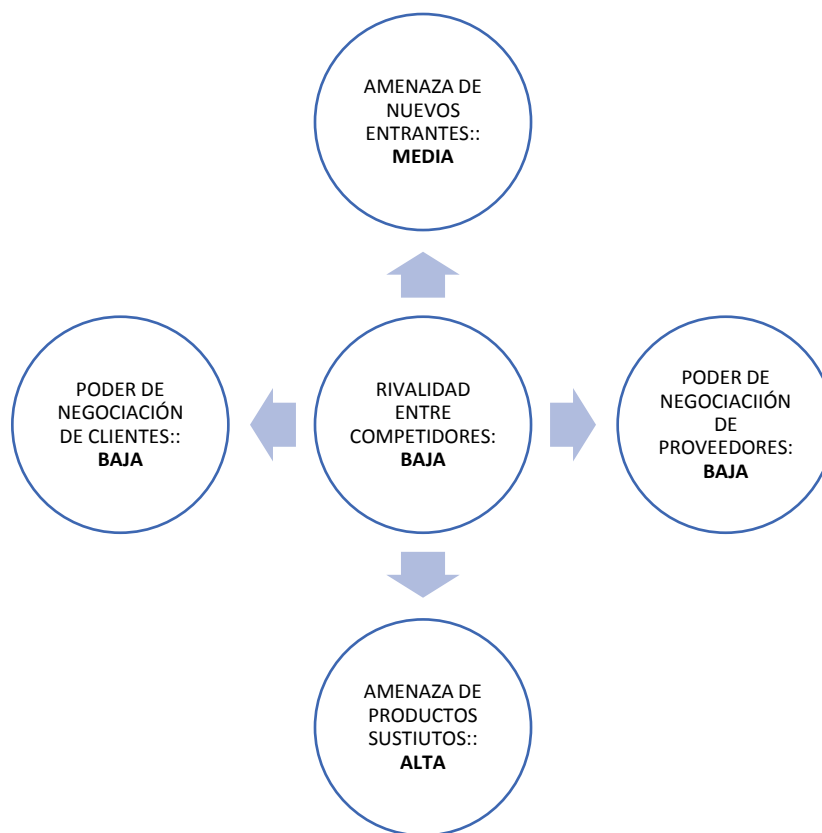 AMENAZA DE
NUEVOS
ENTRANTES::
MEDIA
PODER DE
NEGOCIACIÓN
DE CLIENTES::
BAJA
RIVALIDAD
ENTRE
COMPETIDORES:
BAJA
PODER DE
NEGOCIACIIÓN
DE
PROVEEDORES:
BAJA
AMENAZA DE
PRODUCTOS
SUSTIUTOS::
ALTA